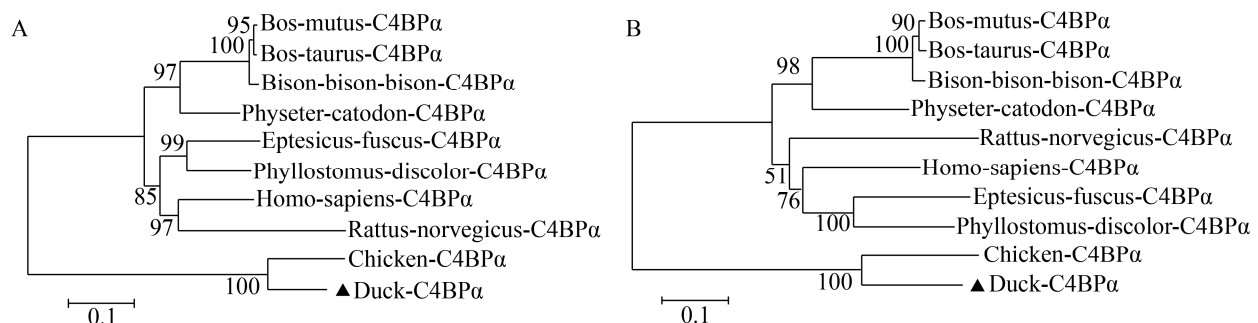 A
95
Bos-mutus-C4BPα
100
Bos-taurus-C4BPα
97
Bison-bison-bison-C4BPα
Physeter-catodon-C4BPα
99
Eptesicus-fuscus-C4BPα
Phyllostomus-discolor-C4BPα
85
Homo-sapiens-C4BPα
97
Rattus-norvegicus-C4BPα
Chicken-C4BPα
100
▲Duck-C4BPα
0.1
B
90
Bos-mutus-C4BPα
100
Bos-taurus-C4BPα
98
Bison-bison-bison-C4BPα
Physeter-catodon-C4BPα
Rattus-norvegicus-C4BPα
51
Homo-sapiens-C4BPα
76
Eptesicus-fuscus-C4BPα
100
Phyllostomus-discolor-C4BPα
Chicken-C4BPα
100
▲Duck-C4BPα
0.1